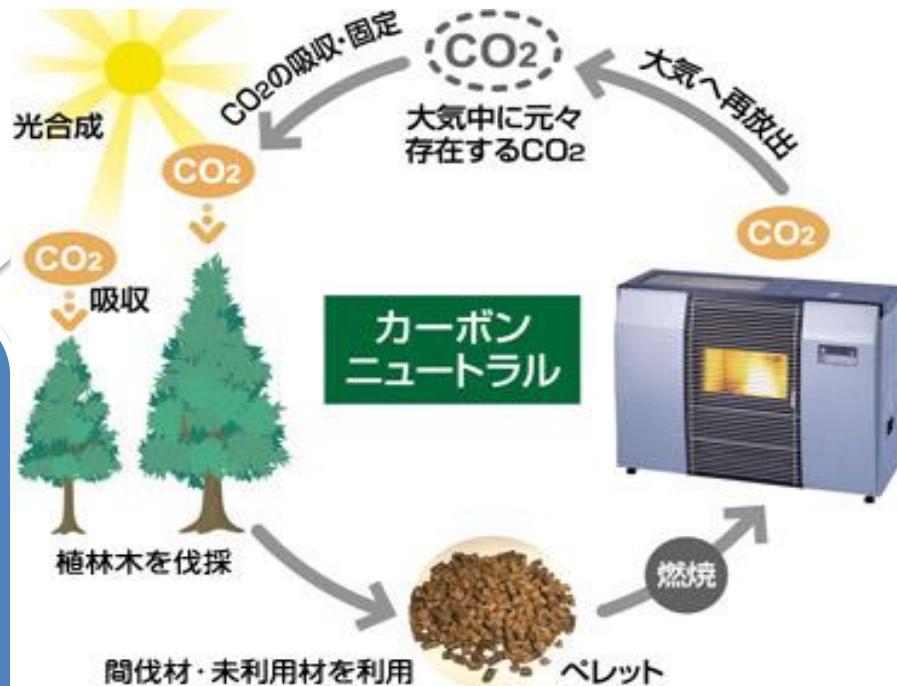 CO2
大気中に元々
存在するCO2
CO2の吸収・固定
大気へ再放出
光合成
CO2
CO2
吸収
CO2
カーボン
ニュートラル
植林木を伐採
燃焼
間伐材・未利用材を利用
ペレット